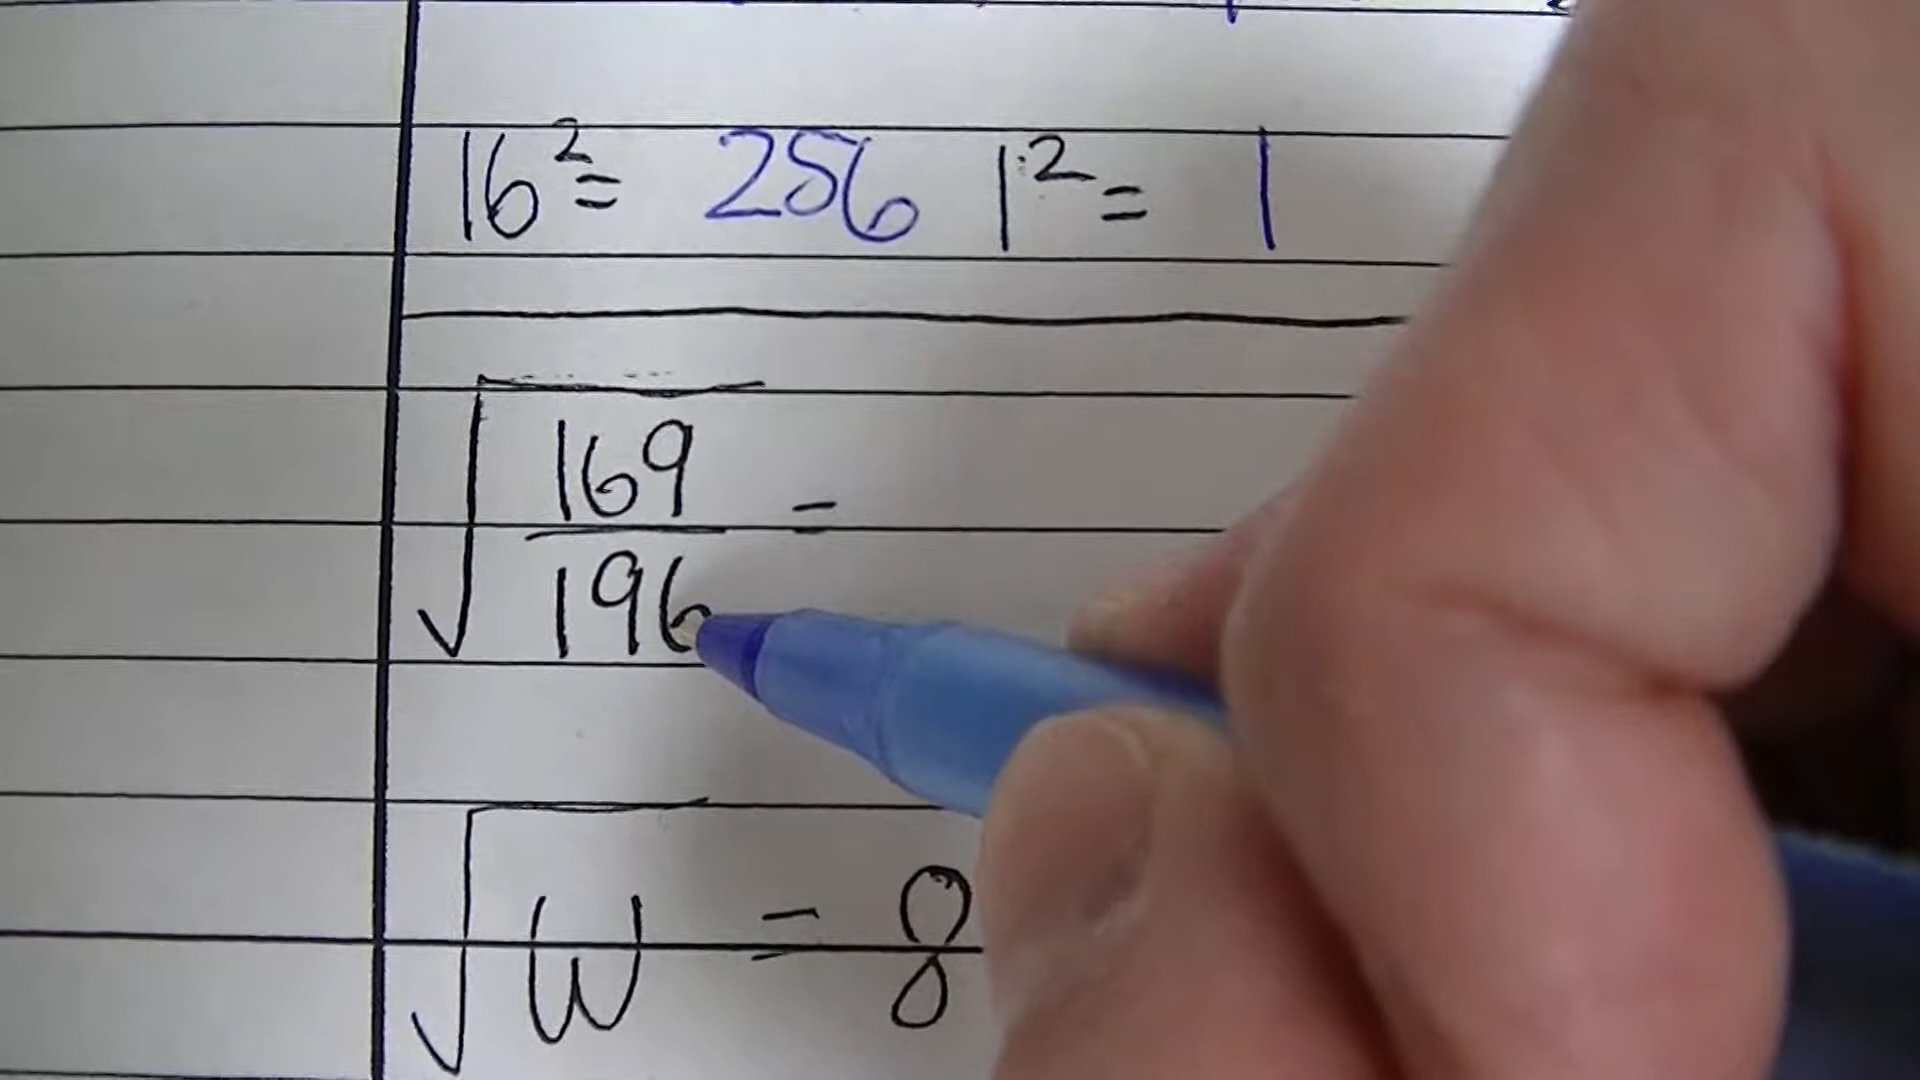 16² = 256 1² = 1
√(169/196) =
√W = 8